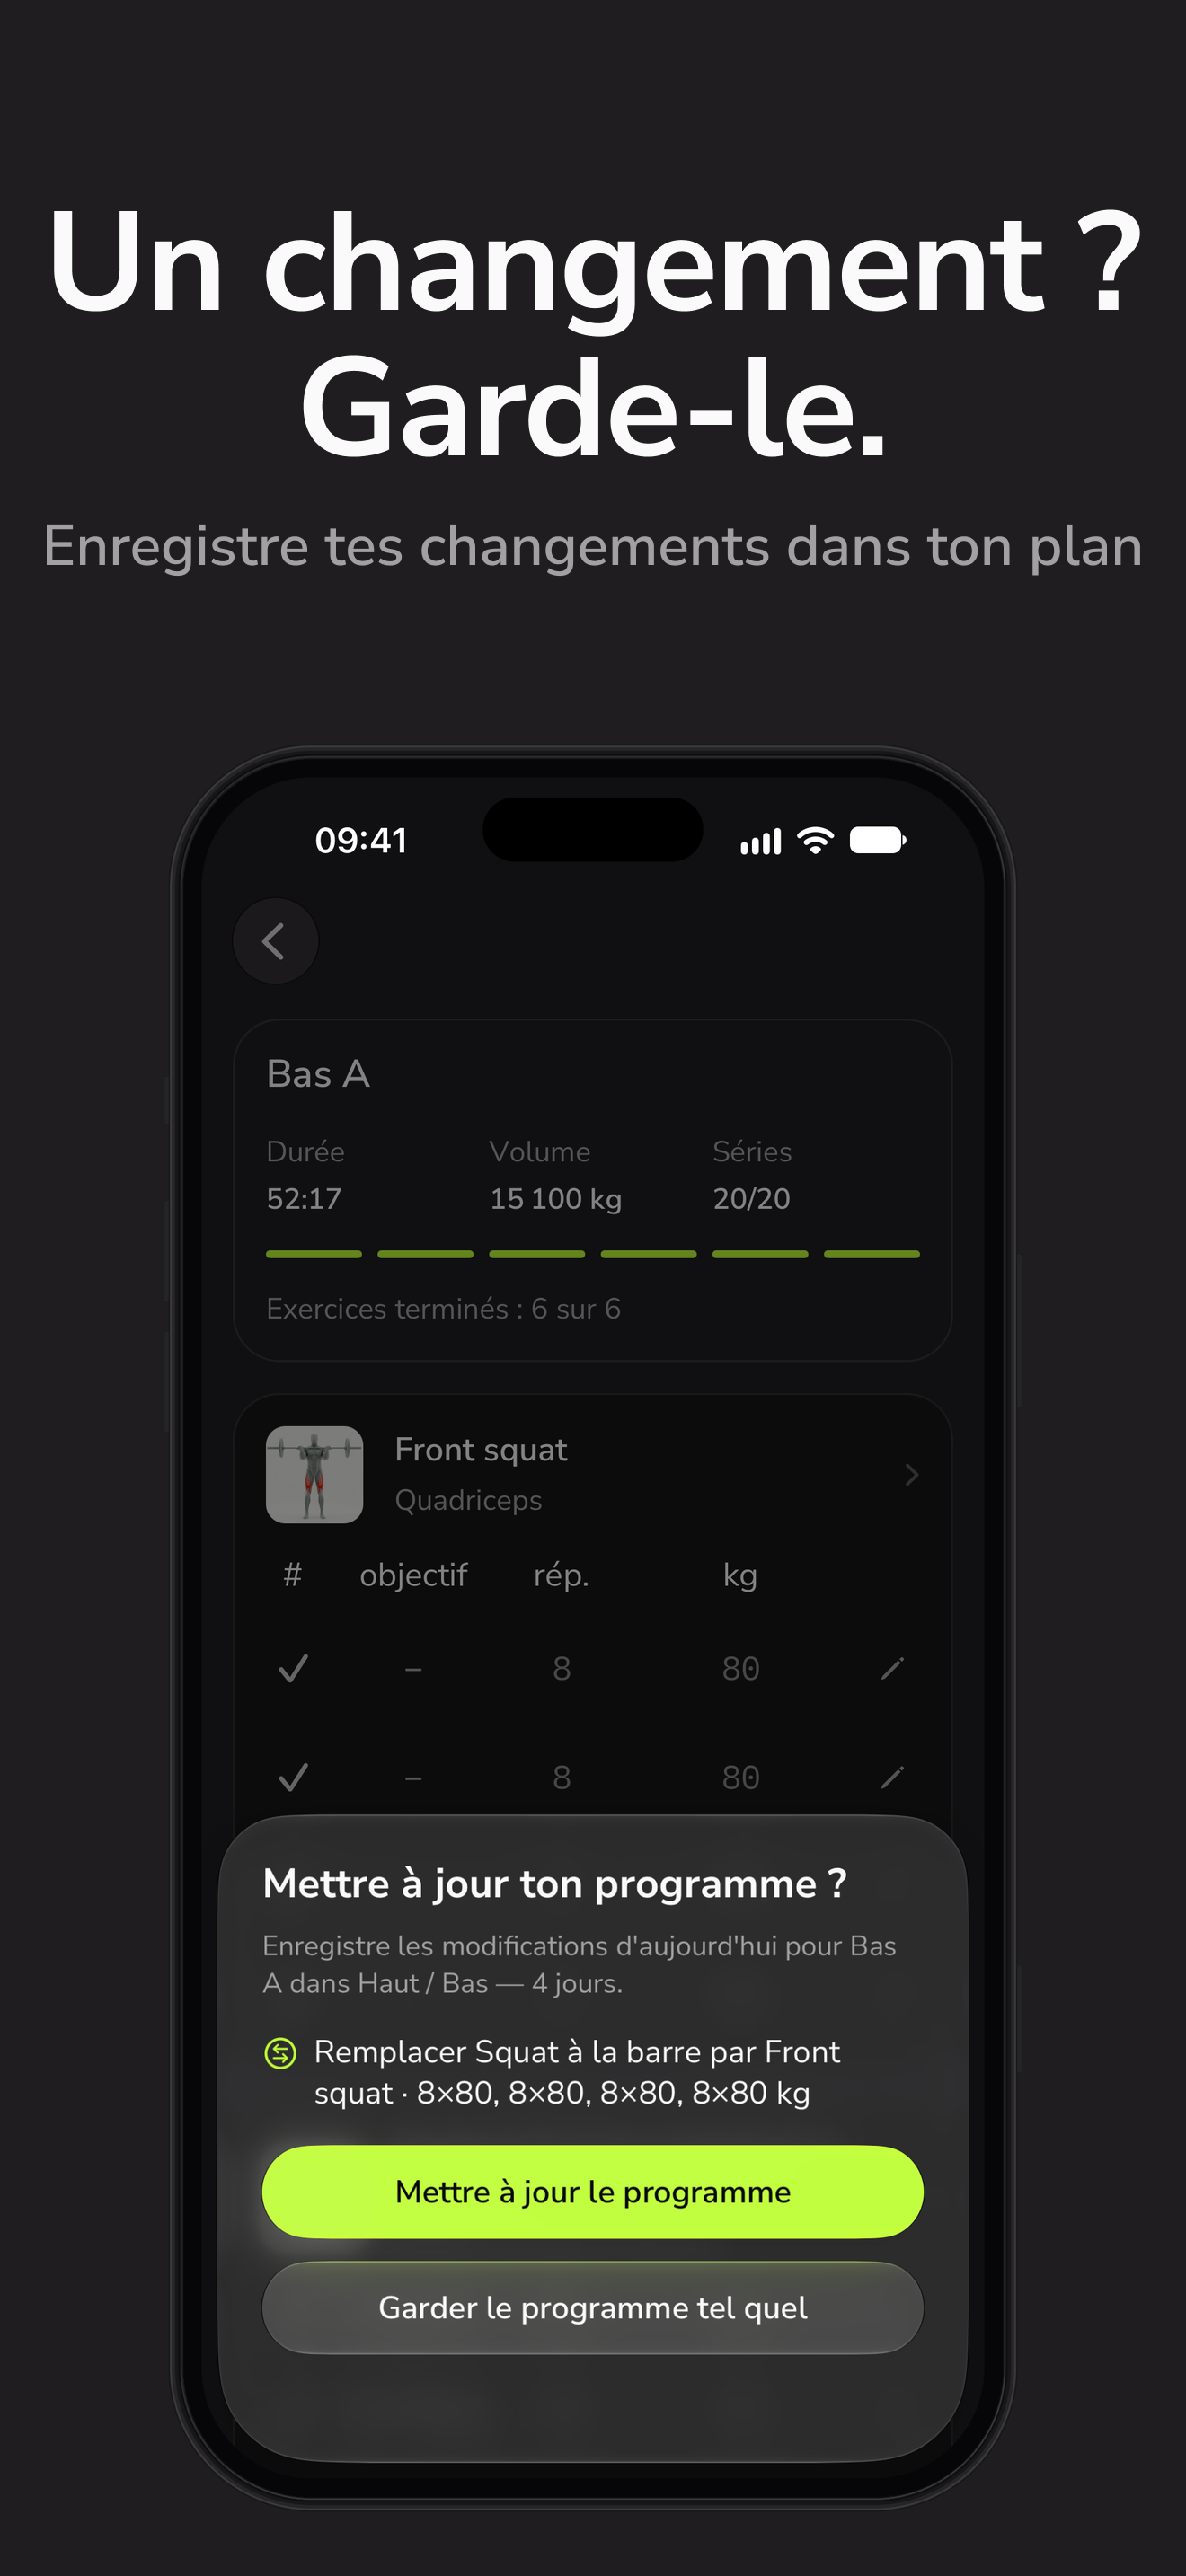 Un changement ?
Garde-le.
Enregistre tes changements dans ton plan
09:41
Bas A
Durée Volume Séries
52:17 15 100 kg 20/20
Exercices terminés : 6 sur 6
Front squat
Quadriceps
# objectif rép. kg
– 8 80
– 8 80
Mettre à jour ton programme ?
Enregistre les modifications d'aujourd'hui pour Bas
A dans Haut / Bas — 4 jours.
Remplacer Squat à la barre par Front
squat · 8×80, 8×80, 8×80, 8×80 kg
Mettre à jour le programme
Garder le programme tel quel